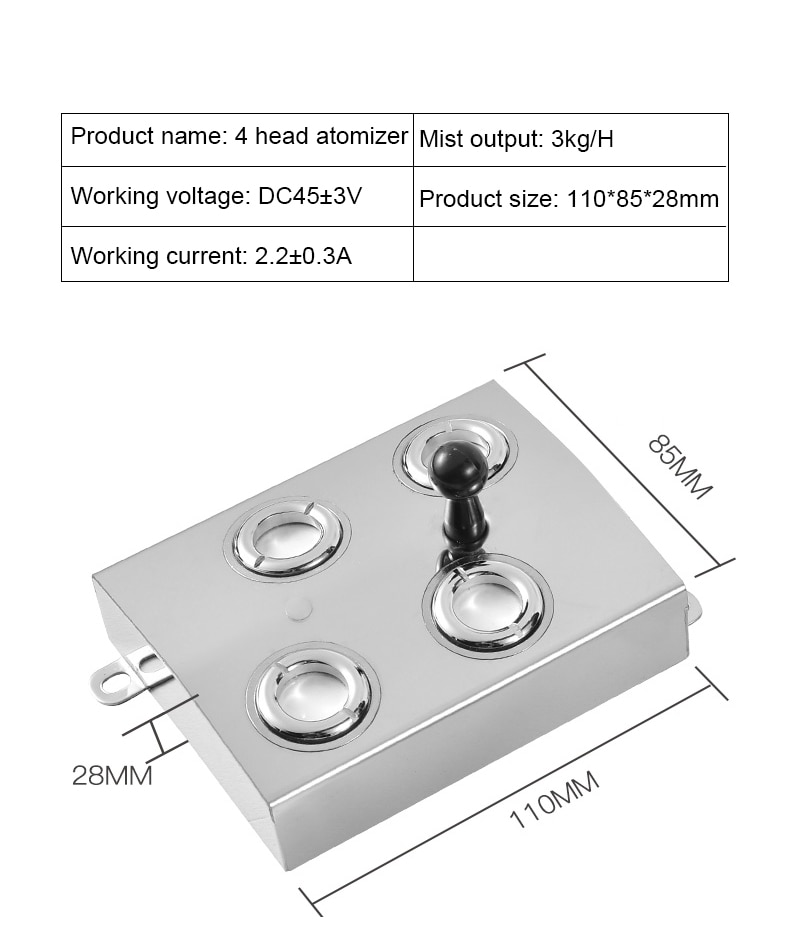 Product name: 4 head atomizer
Mist output: 3kg/H
Working voltage: DC45±3V
Product size: 110*85*28mm
Working current: 2.2±0.3A
85MM
28MM
110MM